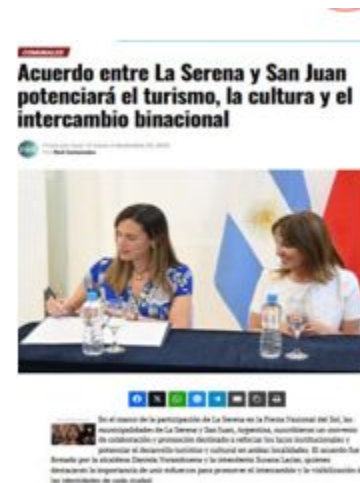 COMUNALES
Acuerdo entre La Serena y San Juan
potenciará el turismo, la cultura y el
intercambio binacional
En el marco de la participación de La Serena en la Fiesta Nacional del Sol, las
municipalidades de La Serena y San Juan, Argentina, suscribieron un convenio
de colaboración y promoción destinado a reforzar los lazos institucionales y
potenciar el desarrollo turístico y cultural en ambas localidades. El acuerdo fue
firmado por la alcaldesa Daniela Norambuena y la intendenta Susana Laciar, quienes
destacaron la importancia de unir esfuerzos para promover el intercambio y la visibilización de
las identidades de cada ciudad.